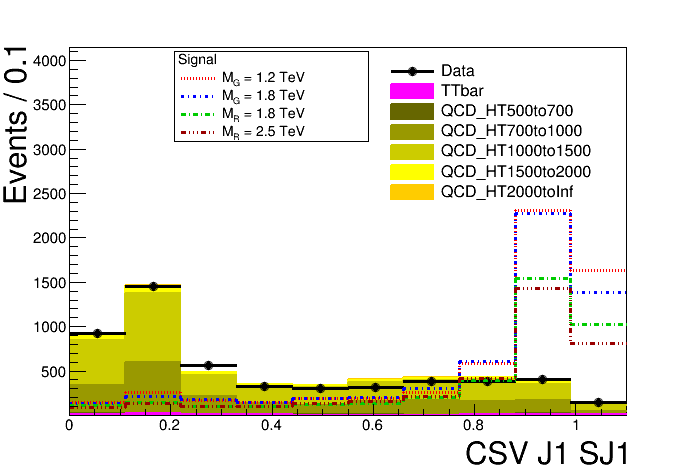 Events / 0.1
4000
3500
3000
2500
2000
1500
1000
500
0
0.2
0.4
0.6
0.8
1
CSV J1 SJ1
Signal
M_G = 1.2 TeV
M_G = 1.8 TeV
M_R = 1.8 TeV
M_R = 2.5 TeV
Data
TTbar
QCD_HT500to700
QCD_HT700to1000
QCD_HT1000to1500
QCD_HT1500to2000
QCD_HT2000toInf